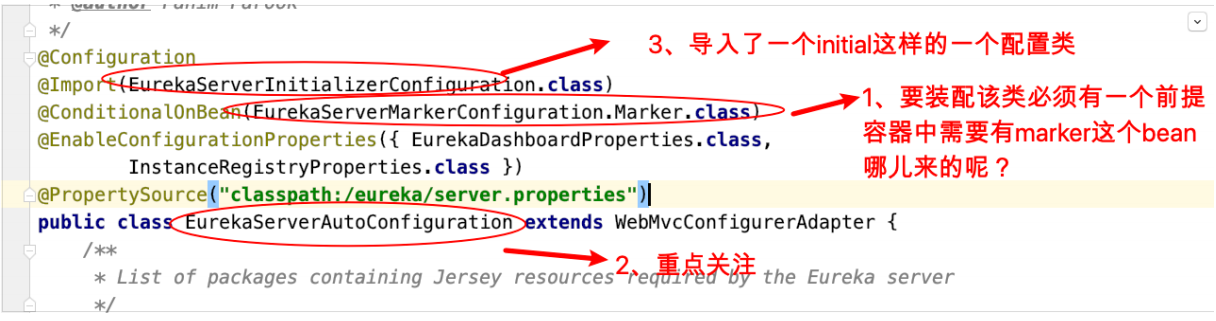 * @author Fahim Farook
*/
@Configuration
@Import(EurekaServerInitializerConfiguration.class)
@ConditionalOnBean(EurekaServerMarkerConfiguration.Marker.class)
@EnableConfigurationProperties({ EurekaDashboardProperties.class,
InstanceRegistryProperties.class })
@PropertySource("classpath:/eureka/server.properties")
public class EurekaServerAutoConfiguration extends WebMvcConfigurerAdapter {
/**
* List of packages containing Jersey resources required by the Eureka server
*/
3、导入了一个initial这样的一个配置类
1、要装配该类必须有一个前提
容器中需要有marker这个bean
哪儿来的呢？
2、重点关注